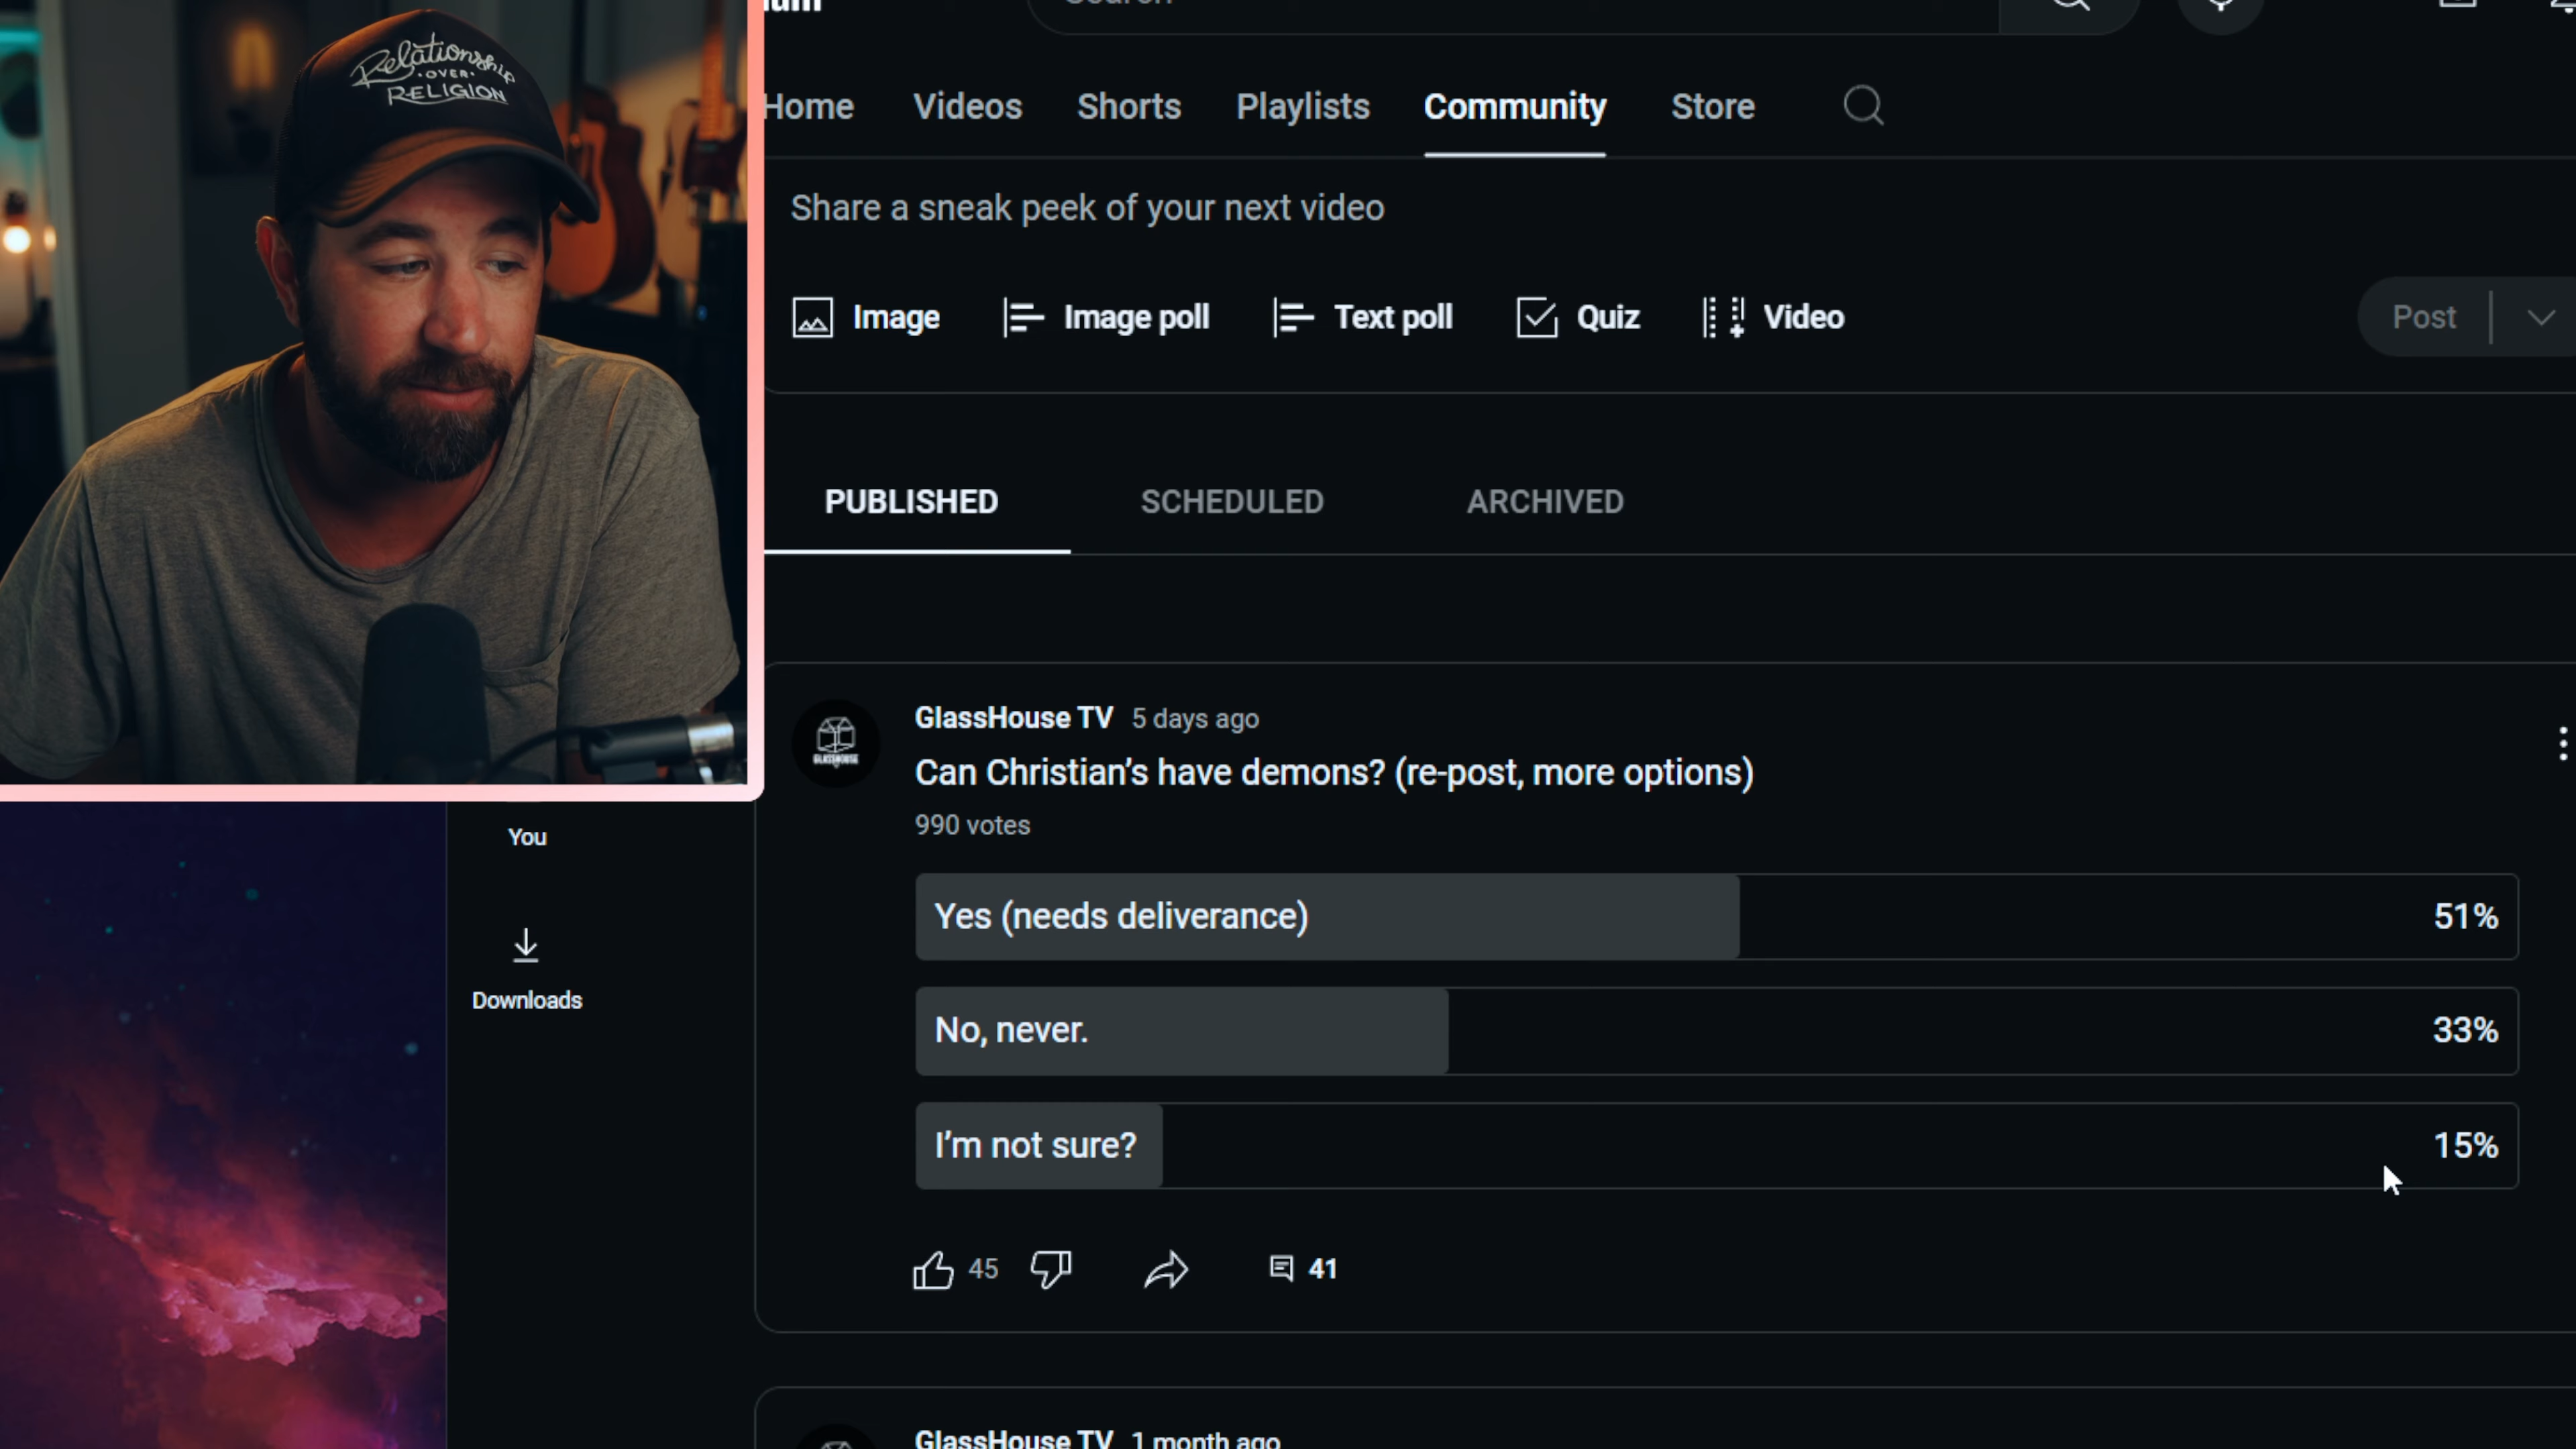 Relationship
·OVER·
RELIGION
Search
Home Videos Shorts Playlists Community Store
Share a sneak peek of your next video
Image Image poll Text poll Quiz Video Post
PUBLISHED SCHEDULED ARCHIVED
GlassHouse TV 5 days ago
Can Christian’s have demons? (re-post, more options)
990 votes
Yes (needs deliverance) 51%
No, never. 33%
I’m not sure? 15%
45 41
GLASSHOUSE
You
Downloads
GlassHouse TV 1 month ago